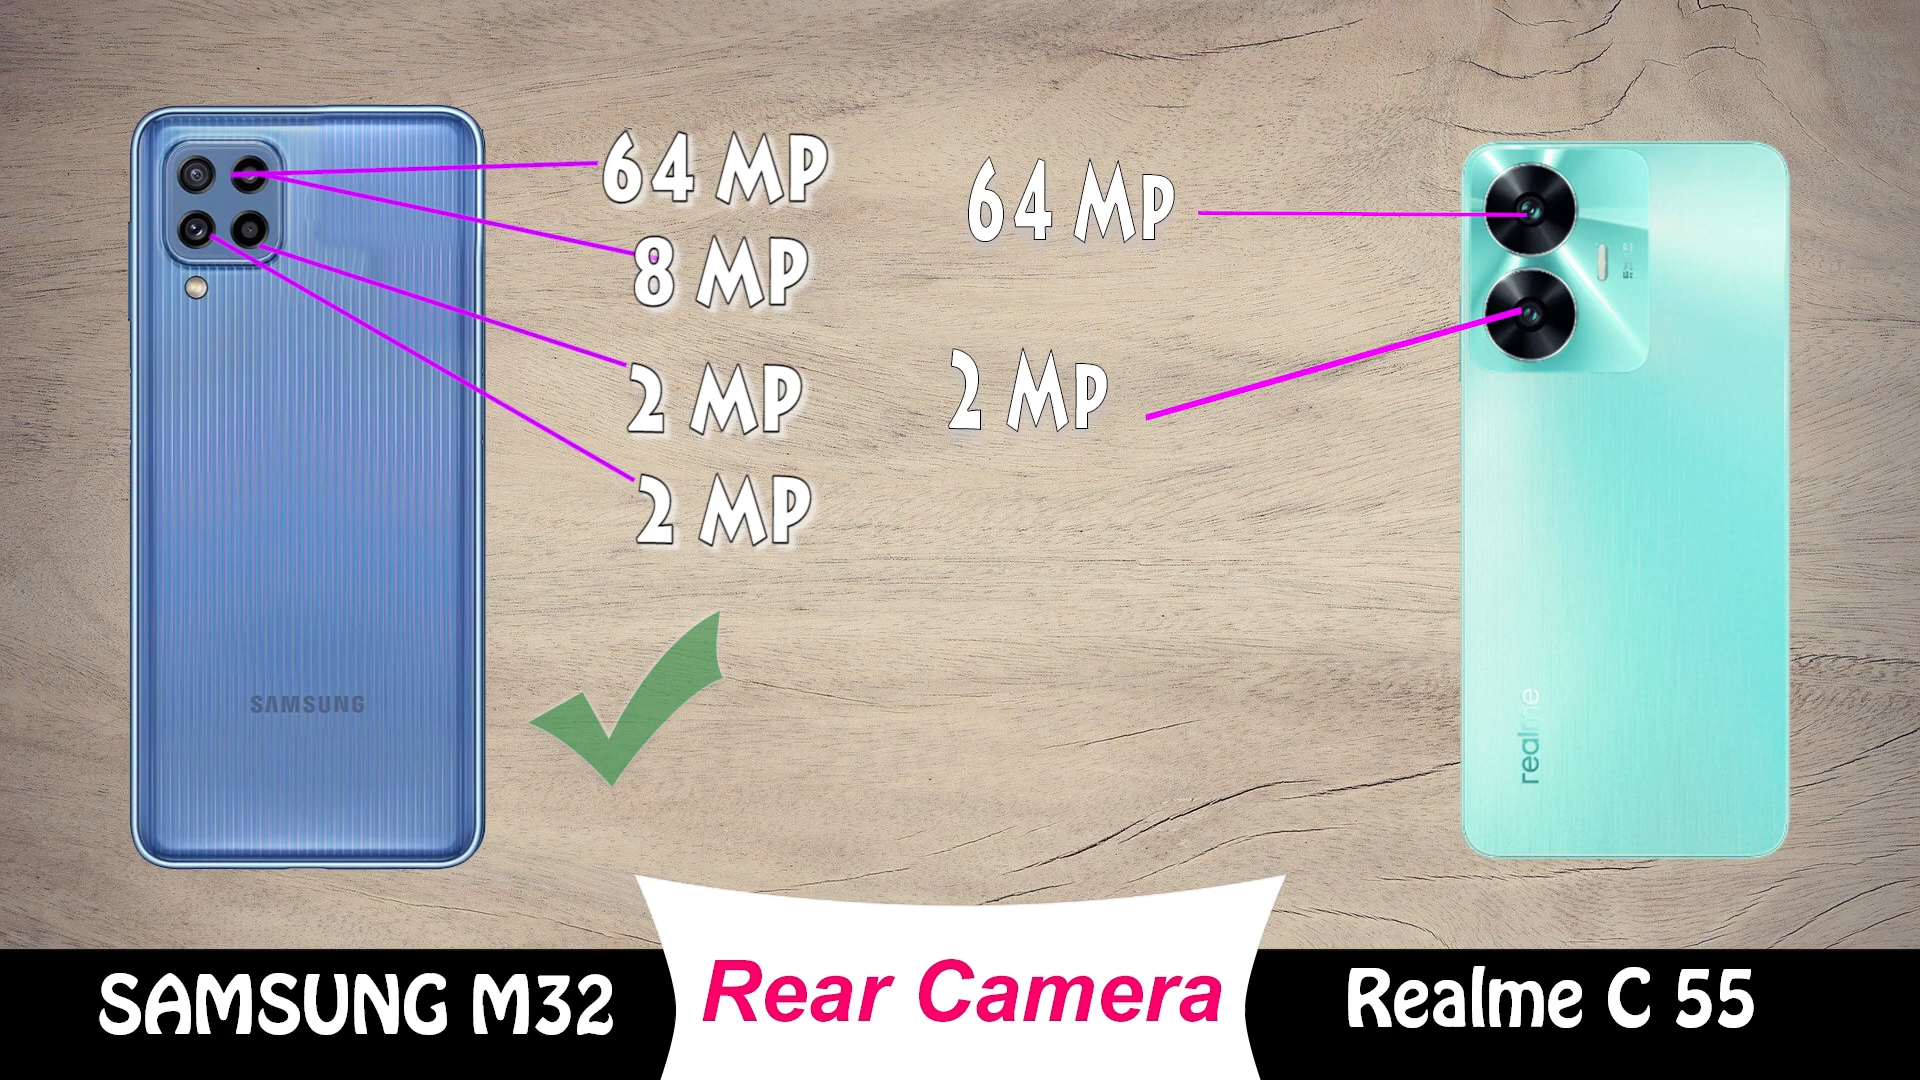 64 MP
8 MP
2 MP
2 MP
64 MP
2 MP
SAMSUNG
realme
SAMSUNG M32
Rear Camera
Realme C 55